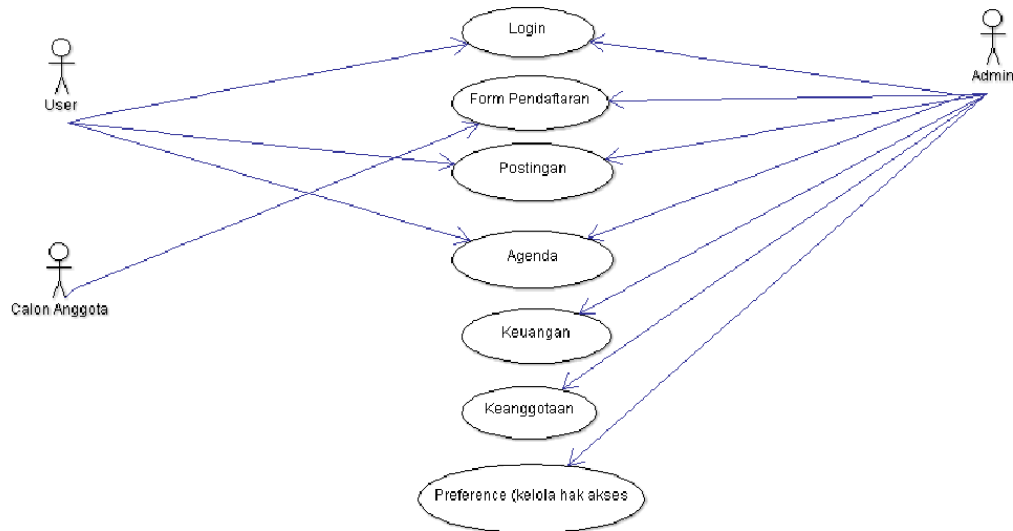 Login
Admin
User
Form Pendaftaran
Postingan
Agenda
Calon Anggota
Keuangan
Keanggotaan
Preference (kelola hak akses